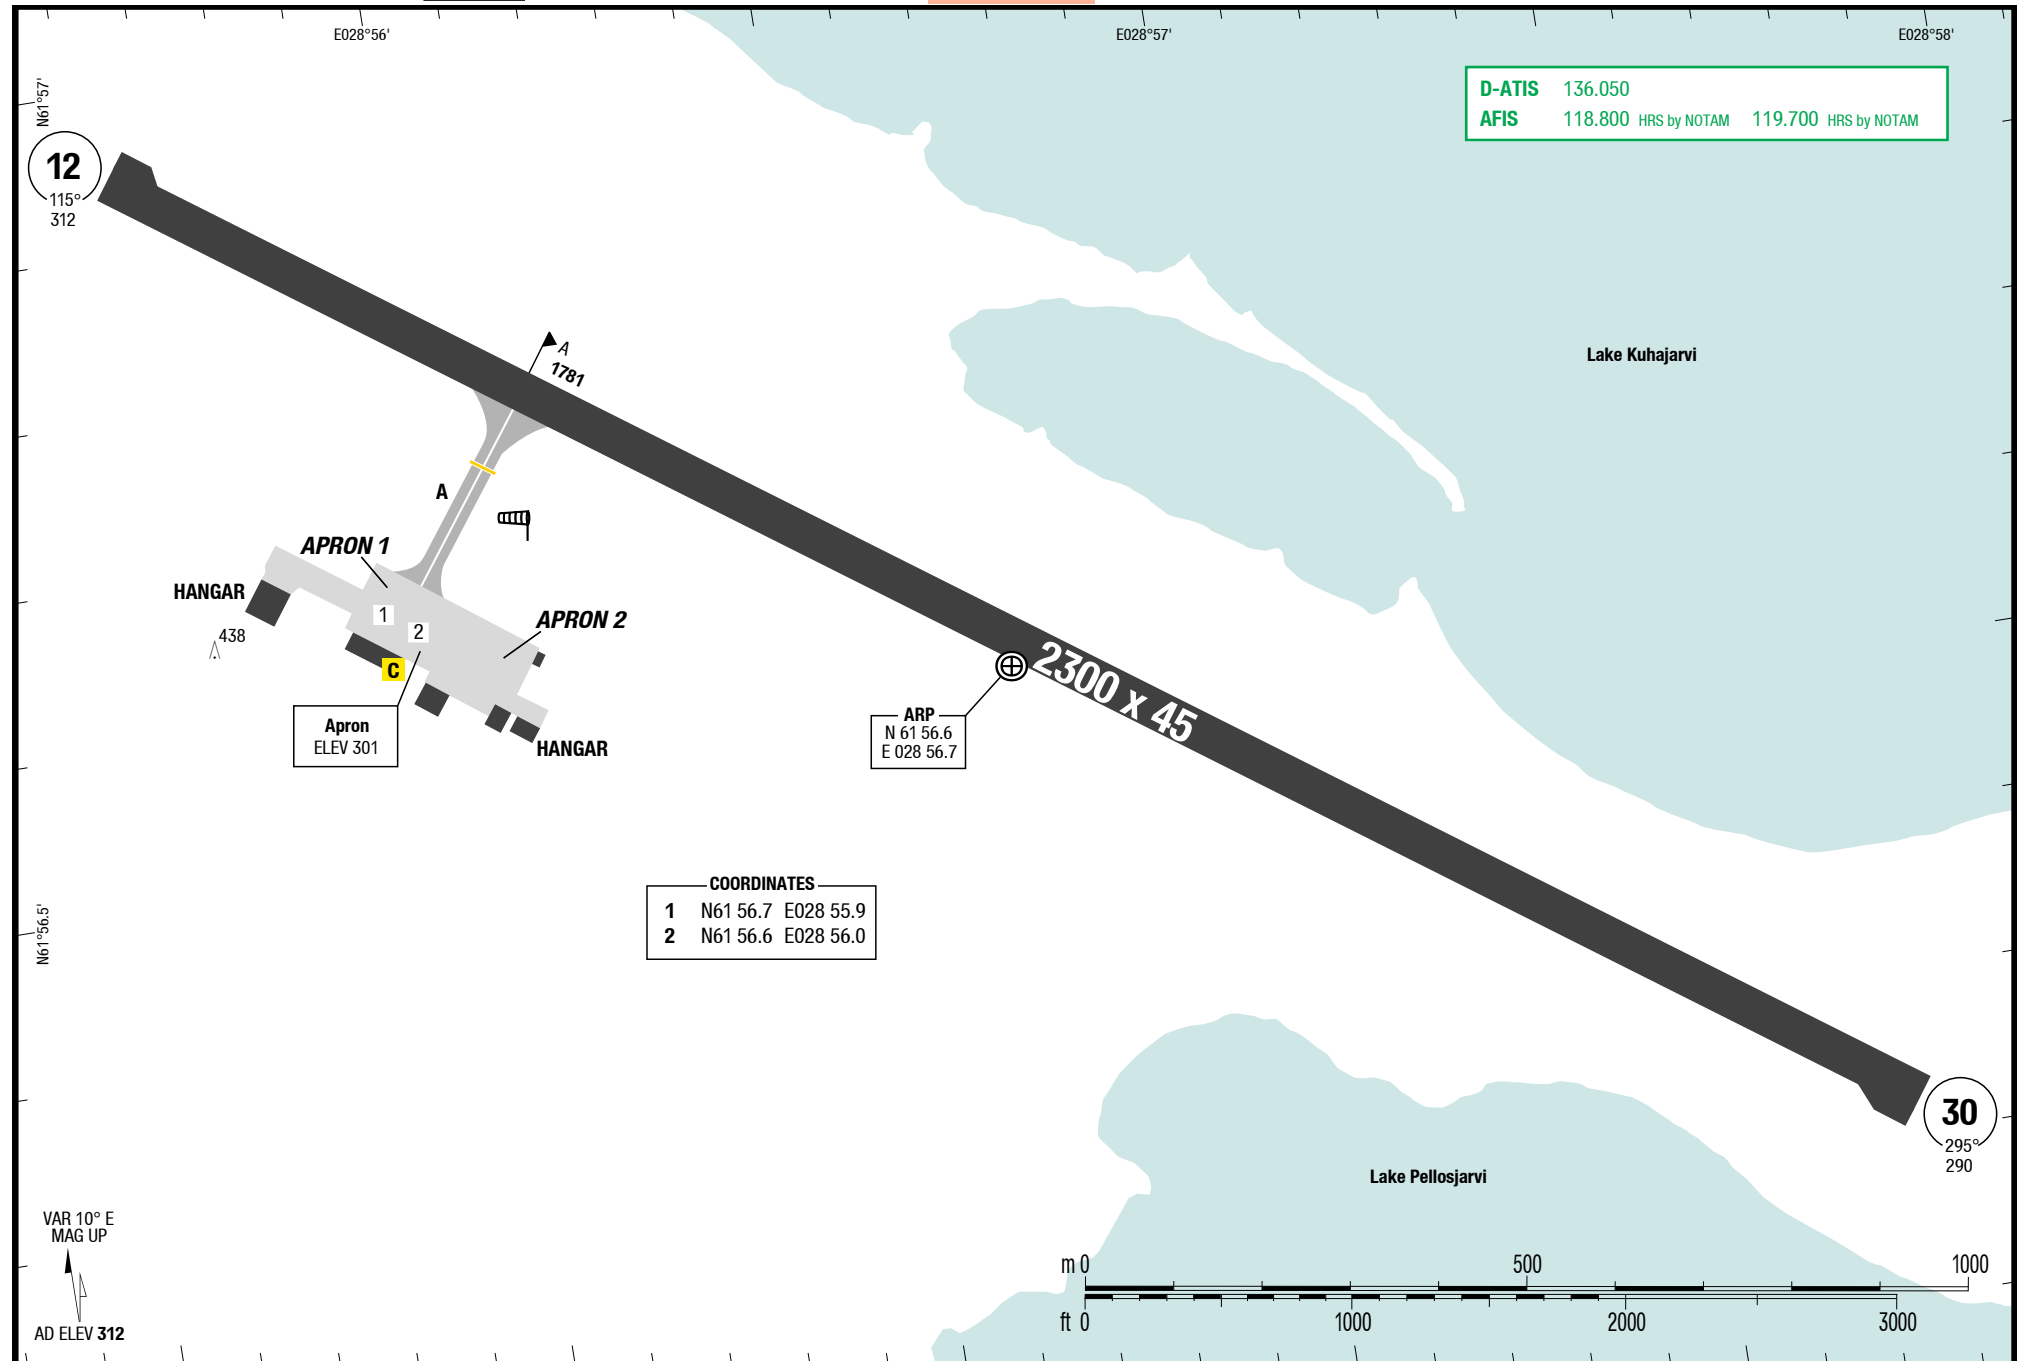 E028°56'
E028°57'
E028°58'
N61°57'
D-ATIS 136.050
AFIS 118.800 HRS by NOTAM 119.700 HRS by NOTAM
12
115°
312
A
1781
Lake Kuhajarvi
A
APRON 1
HANGAR
1
2
APRON 2
438
C
Apron
ELEV 301
HANGAR
2300 x 45
ARP
N 61 56.6
E 028 56.7
COORDINATES
1 N61 56.7 E028 55.9
2 N61 56.6 E028 56.0
N61°56.5'
30
295°
290
Lake Pellosjarvi
VAR 10° E
MAG UP
AD ELEV 312
m 0 500 1000
ft 0 1000 2000 3000